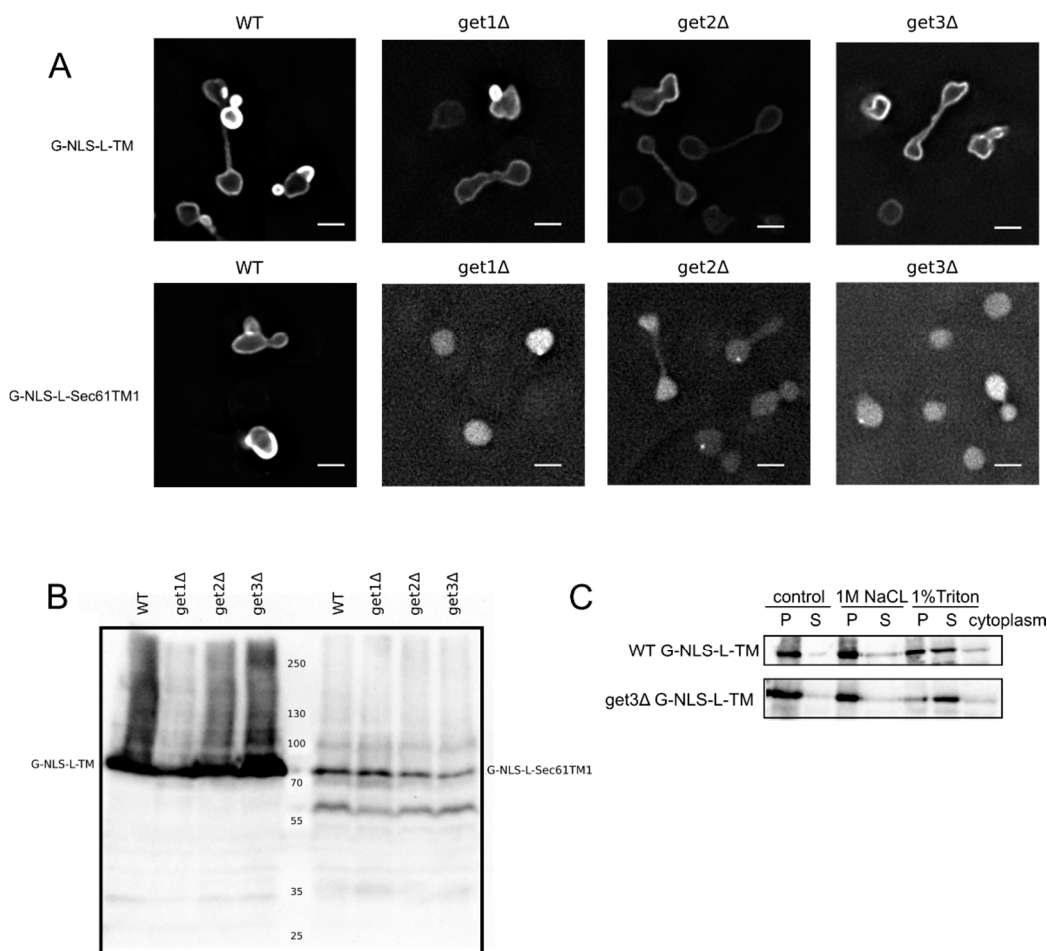 A
WT get1Δ get2Δ get3Δ
G-NLS-L-TM
WT get1Δ get2Δ get3Δ
G-NLS-L-Sec61TM1
B
WT get1Δ get2Δ get3Δ WT get1Δ get2Δ get3Δ
250
130
100
G-NLS-L-TM
G-NLS-L-Sec61TM1
70
55
35
25
C
control 1M NaCL 1%Triton
P S P S P S cytoplasm
WT G-NLS-L-TM
get3Δ G-NLS-L-TM